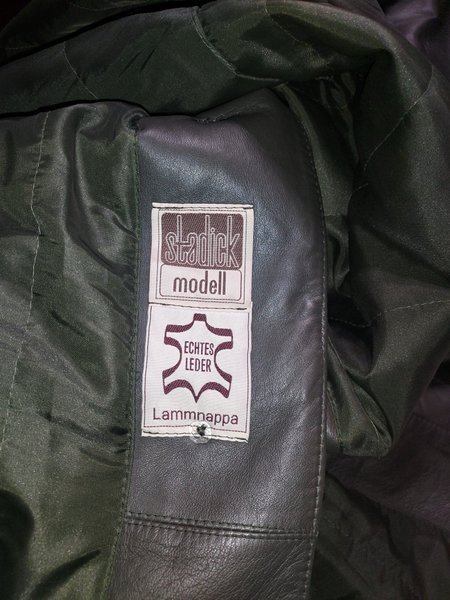 stadick
modell
ECHTES
LEDER
Lammnappa